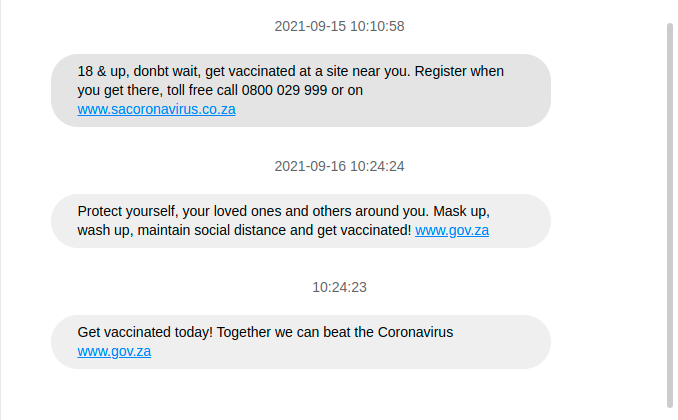 2021-09-15 10:10:58
18 & up, donbt wait, get vaccinated at a site near you. Register when
you get there, toll free call 0800 029 999 or on
www.sacoronavirus.co.za
2021-09-16 10:24:24
Protect yourself, your loved ones and others around you. Mask up,
wash up, maintain social distance and get vaccinated! www.gov.za
10:24:23
Get vaccinated today! Together we can beat the Coronavirus
www.gov.za